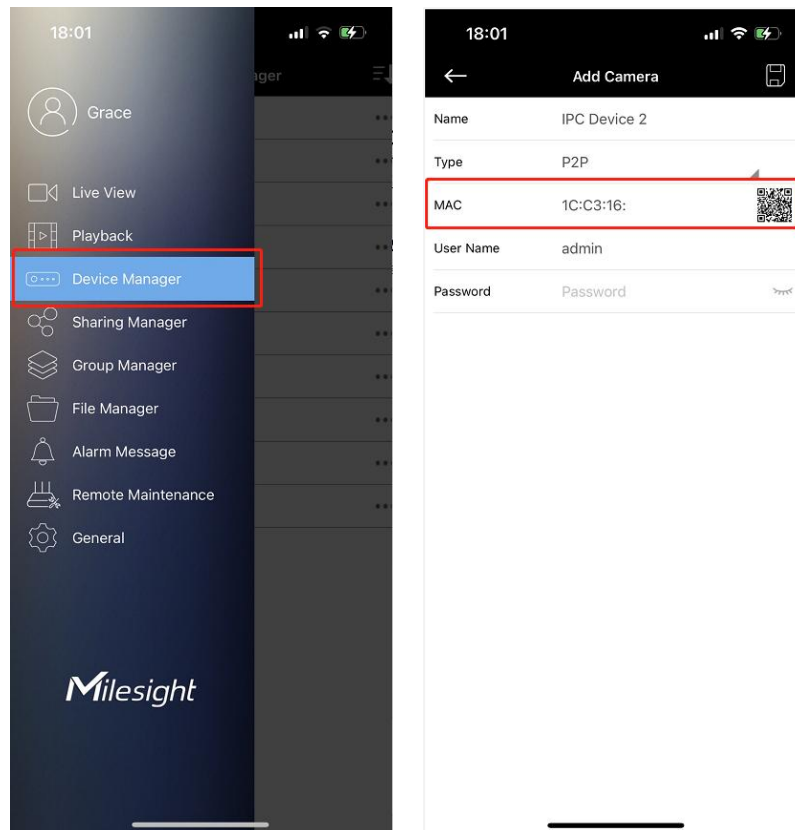 18:01
ager
Grace
Live View
Playback
Device Manager
Sharing Manager
Group Manager
File Manager
Alarm Message
Remote Maintenance
General
Milesight
18:01
Add Camera
Name IPC Device 2
Type P2P
MAC 1C:C3:16:
User Name admin
Password Password